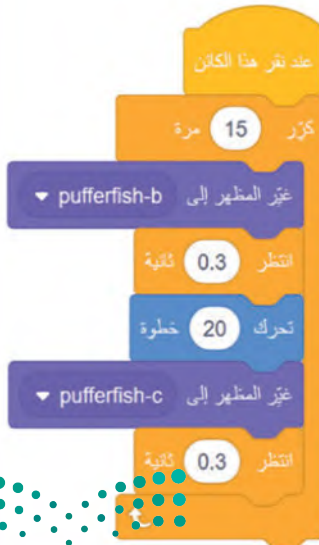 عند نقر هذا الكائن
كرّر 15 مرة
غيّر المظهر إلى pufferfish-b
انتظر 0.3 ثانية
تحرك 20 خطوة
غيّر المظهر إلى pufferfish-c
انتظر 0.3 ثانية